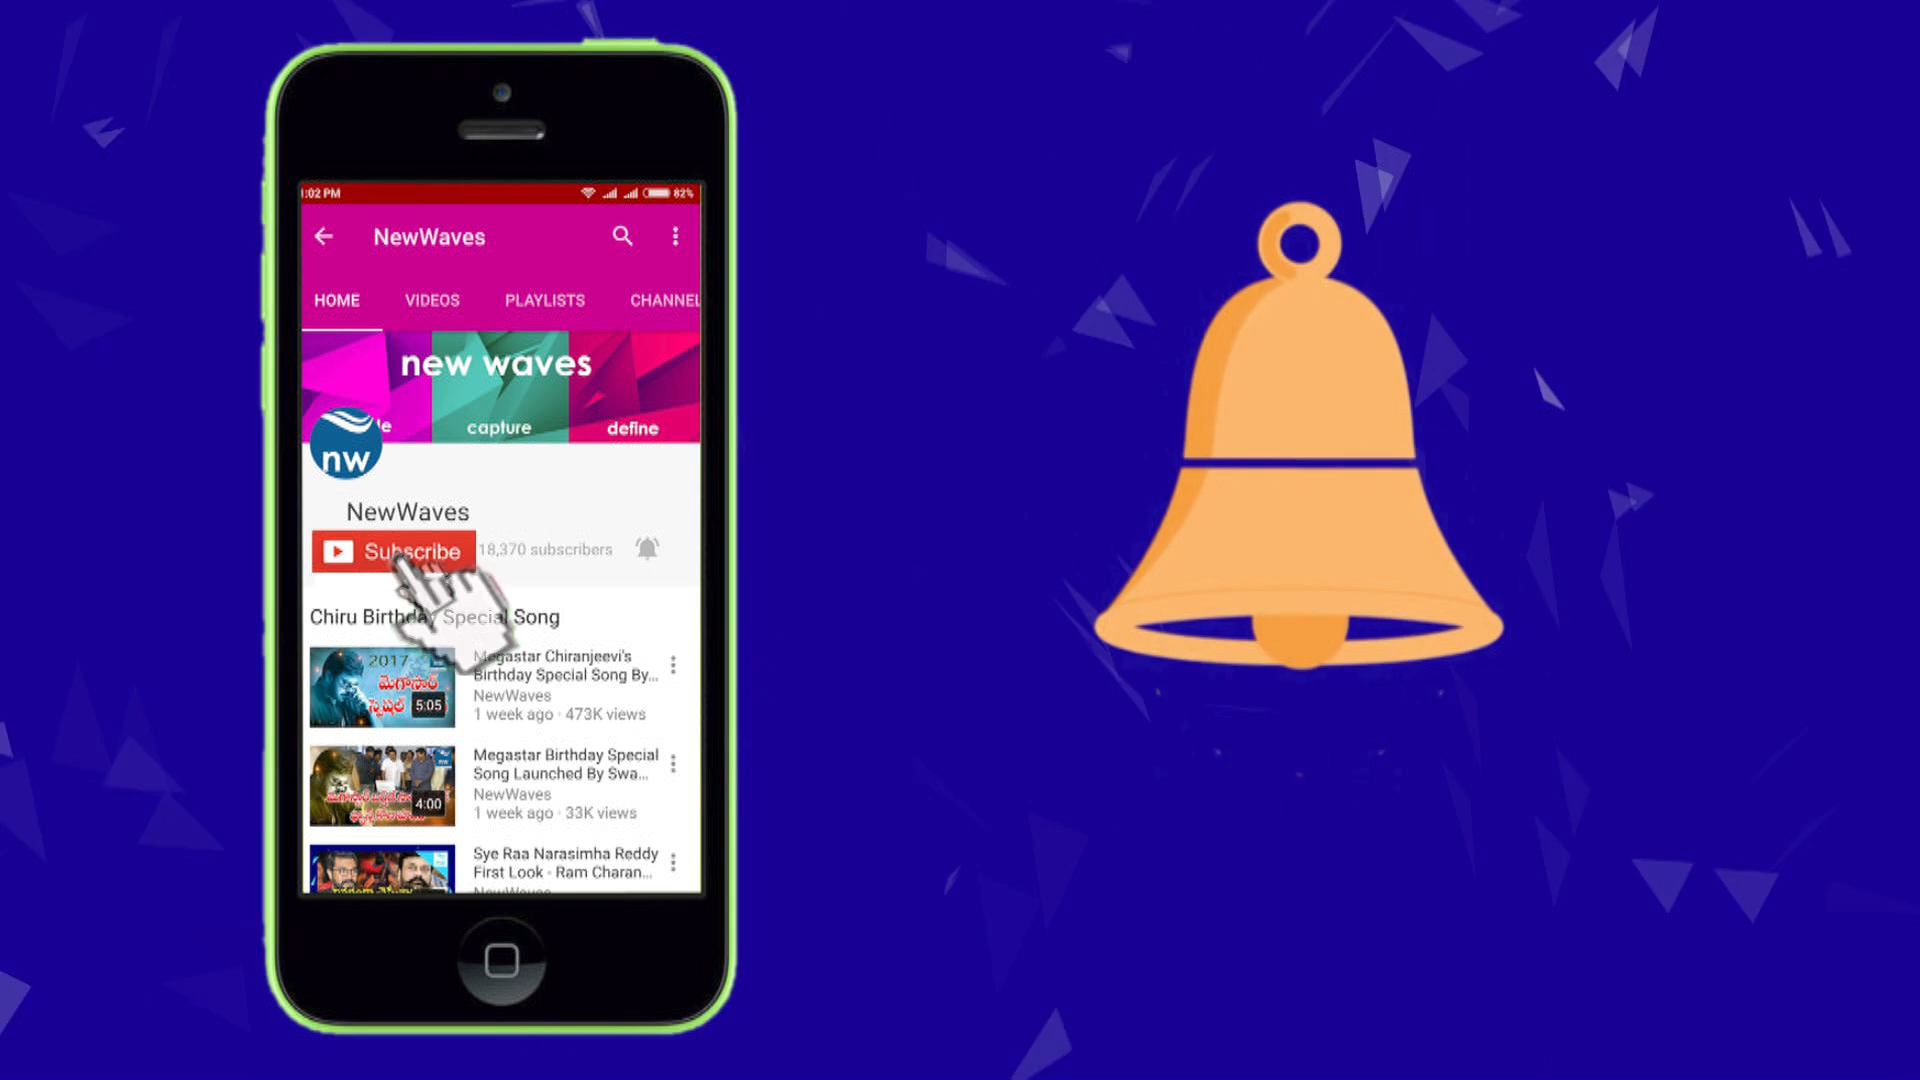 1:02 PM
82%
NewWaves
HOME VIDEOS PLAYLISTS CHANNEL
new waves
le capture define
nw
NewWaves
Subscribe 18,370 subscribers
Chiru Birthday Special Song
2017
మెగాస్టార్
స్పెషల్
5:05
Megastar Chiranjeevi's
Birthday Special Song By...
NewWaves
1 week ago · 473K views
4:00
Megastar Birthday Special
Song Launched By Swa...
NewWaves
1 week ago · 33K views
Sye Raa Narasimha Reddy
First Look - Ram Charan...
NewWaves